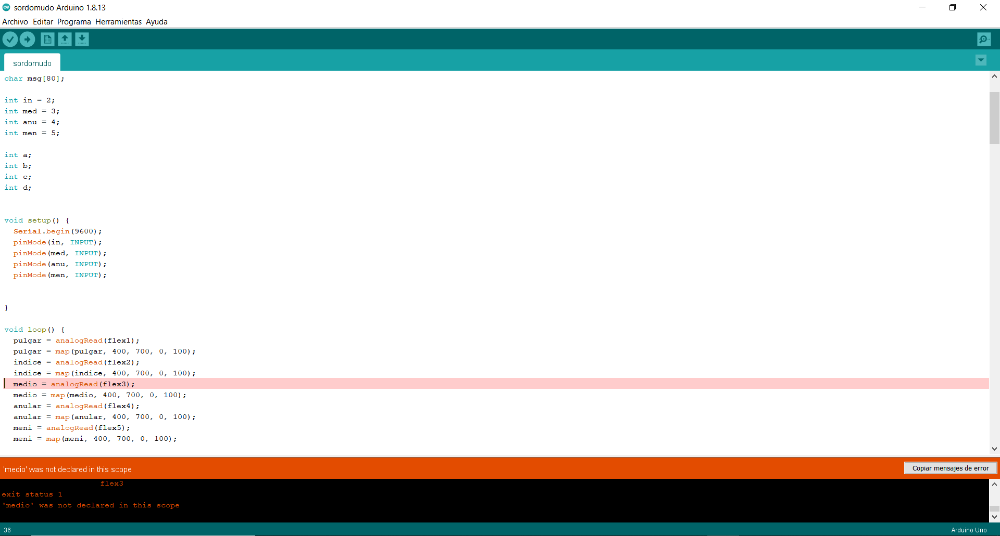 sordomudo Arduino 1.8.13
Archivo Editar Programa Herramientas Ayuda
sordomudo
char msg[80];
int in = 2;
int med = 3;
int anu = 4;
int men = 5;
int a;
int b;
int c;
int d;
void setup() {
Serial.begin(9600);
pinMode(in, INPUT);
pinMode(med, INPUT);
pinMode(anu, INPUT);
pinMode(men, INPUT);
}
void loop() {
pulgar = analogRead(flex1);
pulgar = map(pulgar, 400, 700, 0, 100);
indice = analogRead(flex2);
indice = map(indice, 400, 700, 0, 100);
medio = analogRead(flex3);
medio = map(medio, 400, 700, 0, 100);
anular = analogRead(flex4);
anular = map(anular, 400, 700, 0, 100);
meni = analogRead(flex5);
meni = map(meni, 400, 700, 0, 100);
'medio' was not declared in this scope
Copiar mensajes de error
flex3
exit status 1
'medio' was not declared in this scope
36
Arduino Uno